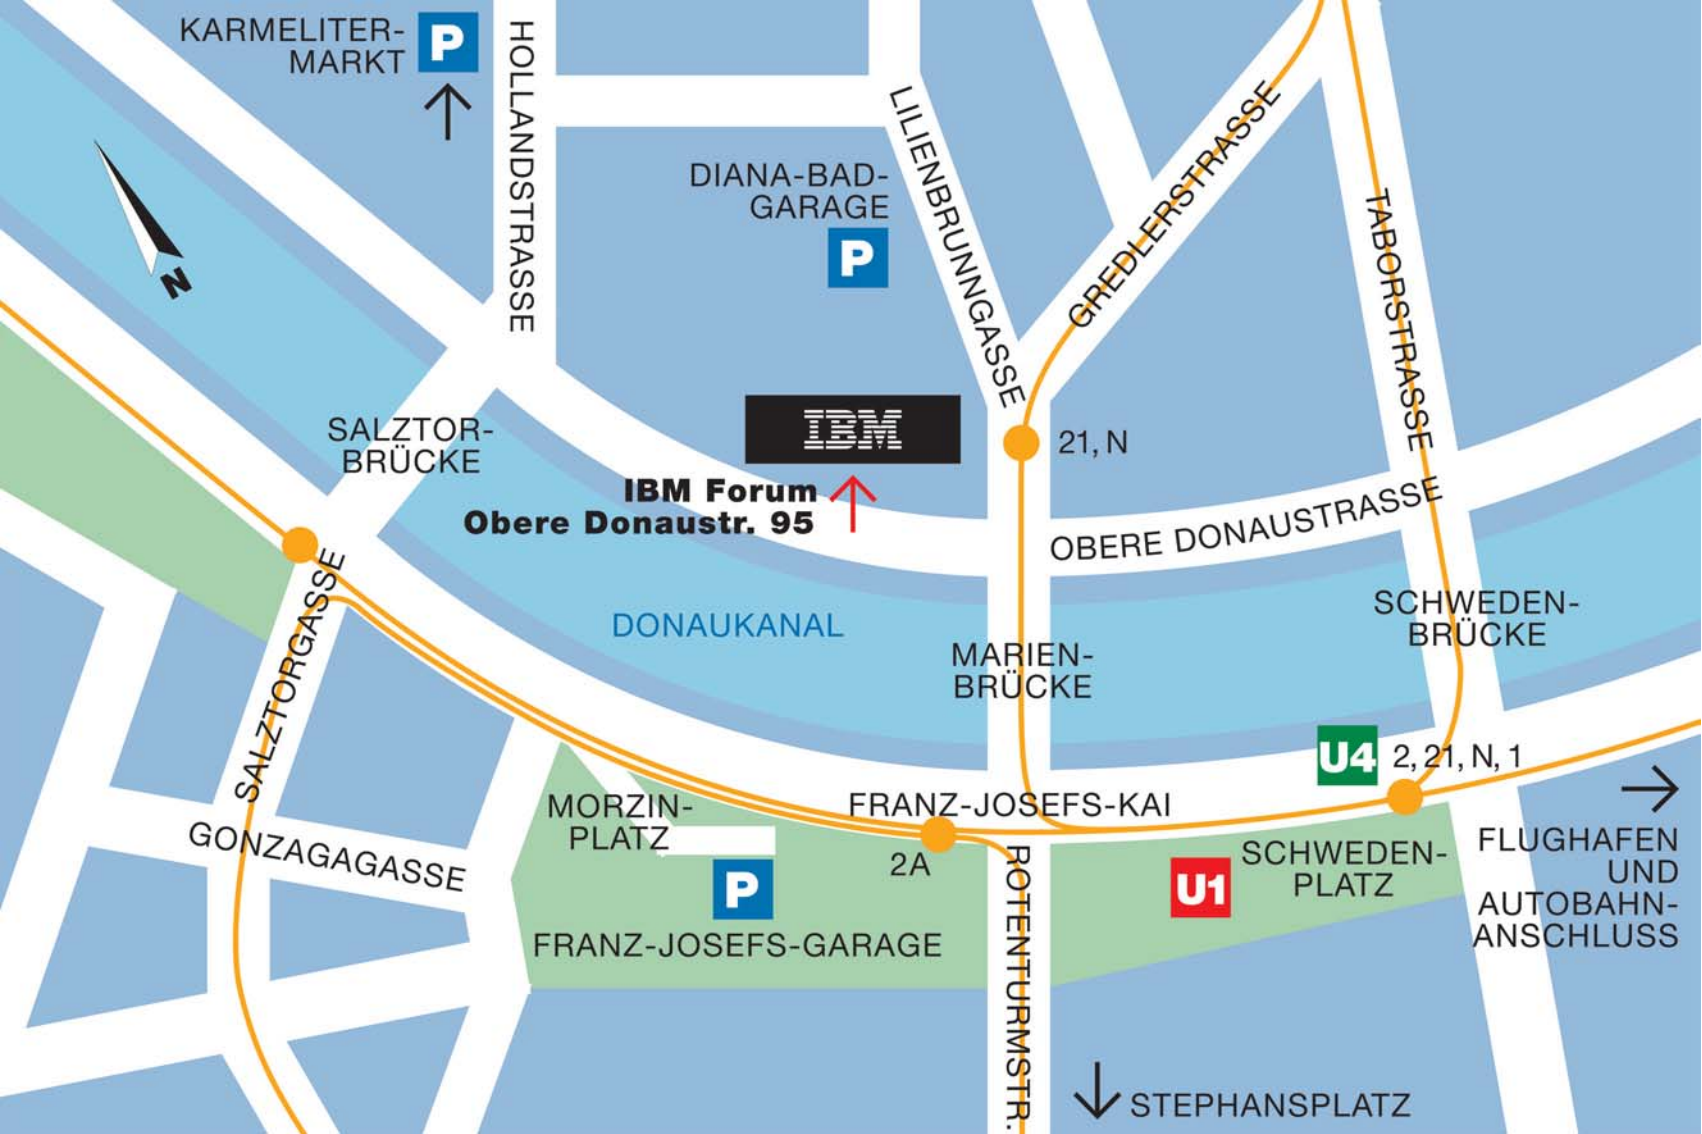 KARMELITER-
MARKT
P
HOLLANDSTRASSE
LILIENBRUNNGASSE
GREDLERSTRASSE
TABORSTRASSE
DIANA-BAD-
GARAGE
P
N
SALZTOR-
BRÜCKE
IBM
21, N
IBM Forum
Obere Donaustr. 95
OBERE DONAUSTRASSE
DONAUKANAL
MARIEN-
BRÜCKE
SCHWEDEN-
BRÜCKE
SALZTORGASSE
U4
2, 21, N, 1
MORZIN-
PLATZ
FRANZ-JOSEFS-KAI
2A
GONZAGAGASSE
P
FRANZ-JOSEFS-GARAGE
ROTENTURMSTR.
U1
SCHWEDEN-
PLATZ
FLUGHAFEN
UND
AUTOBAHN-
ANSCHLUSS
STEPHANSPLATZ